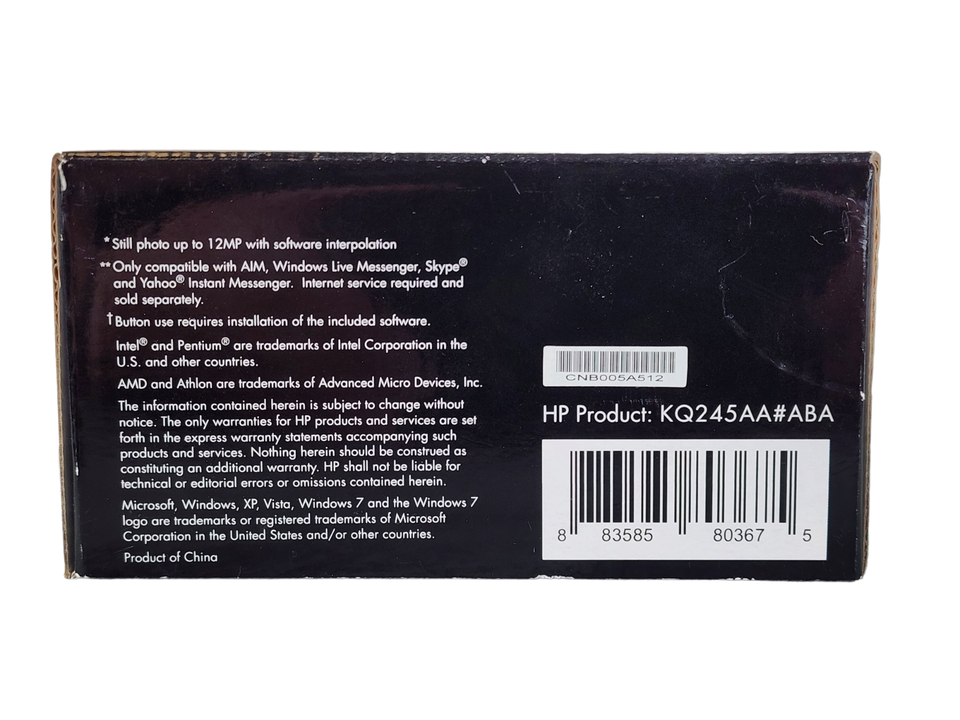 *Still photo up to 12MP with software interpolation
**Only compatible with AIM, Windows Live Messenger, Skype®
and Yahoo® Instant Messenger. Internet service required and
sold separately.
†Button use requires installation of the included software.
Intel® and Pentium® are trademarks of Intel Corporation in the
U.S. and other countries.
AMD and Athlon are trademarks of Advanced Micro Devices, Inc.
The information contained herein is subject to change without
notice. The only warranties for HP products and services are set
forth in the express warranty statements accompanying such
products and services. Nothing herein should be construed as
constituting an additional warranty. HP shall not be liable for
technical or editorial errors or omissions contained herein.
Microsoft, Windows, XP, Vista, Windows 7 and the Windows 7
logo are trademarks or registered trademarks of Microsoft
Corporation in the United States and/or other countries.
Product of China
CNB005A512
HP Product: KQ245AA#ABA
8 83585 80367 5